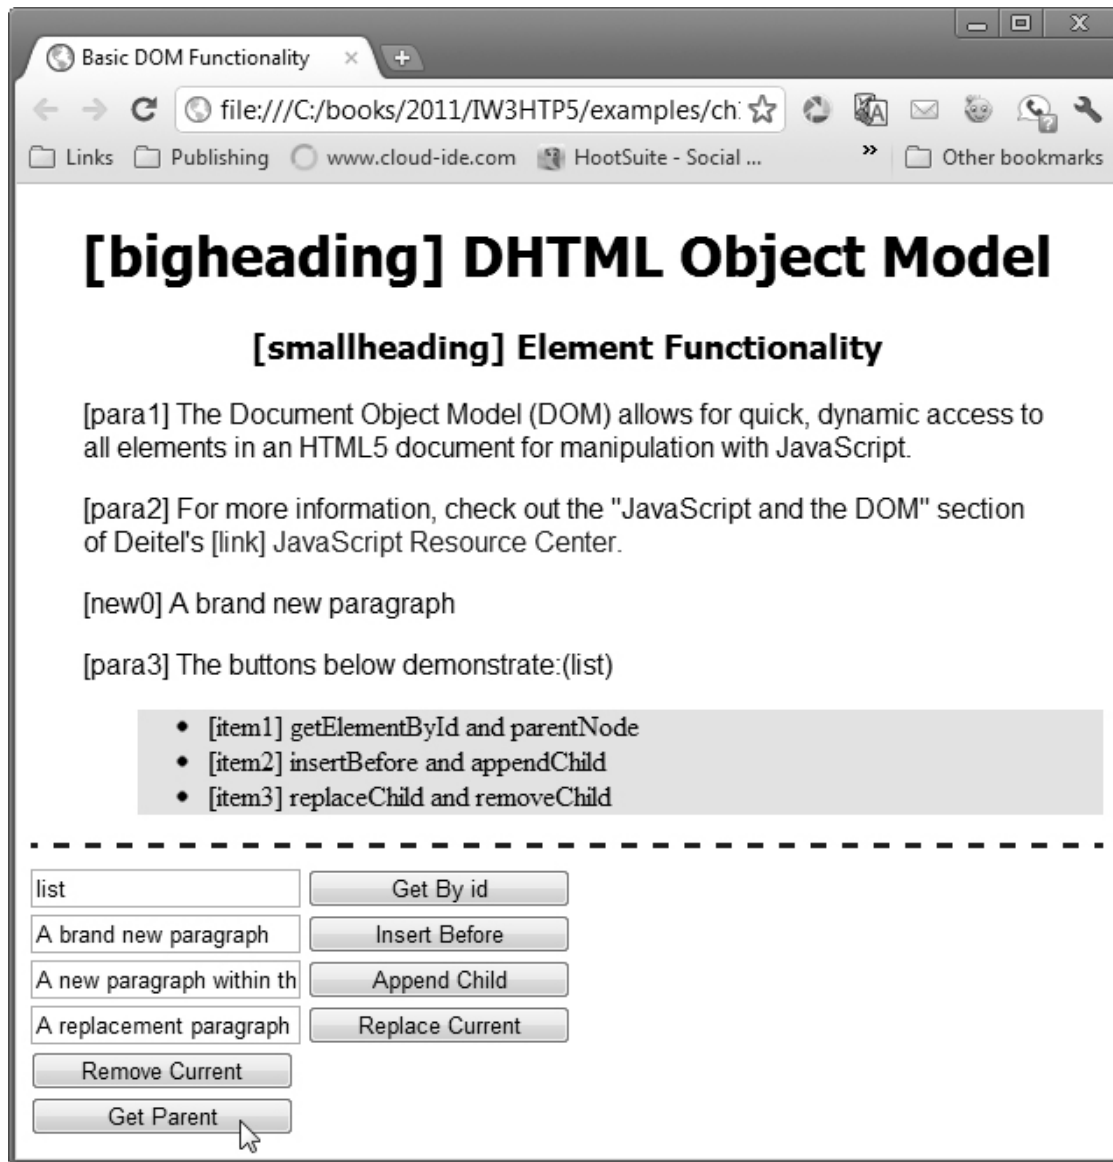 Basic DOM Functionality
file:///C:/books/2011/IW3HTP5/examples/ch
Links Publishing www.cloud-ide.com HootSuite - Social ... » Other bookmarks
[bigheading] DHTML Object Model
[smallheading] Element Functionality
[para1] The Document Object Model (DOM) allows for quick, dynamic access to
all elements in an HTML5 document for manipulation with JavaScript.
[para2] For more information, check out the "JavaScript and the DOM" section
of Deitel's [link] JavaScript Resource Center.
[new0] A brand new paragraph
[para3] The buttons below demonstrate:(list)
• [item1] getElementById and parentNode
• [item2] insertBefore and appendChild
• [item3] replaceChild and removeChild
list Get By id
A brand new paragraph Insert Before
A new paragraph within th Append Child
A replacement paragraph Replace Current
Remove Current
Get Parent